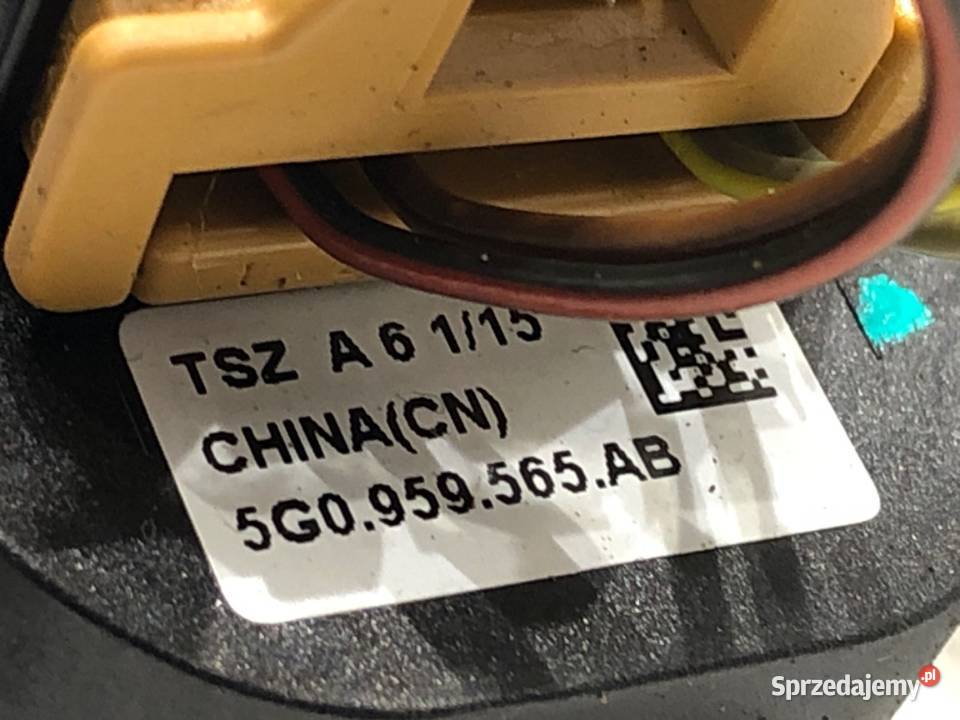 TSZ A 6 1/15
CHINA(CN)
5G0.959.565.AB
Sprzedajemy.pl